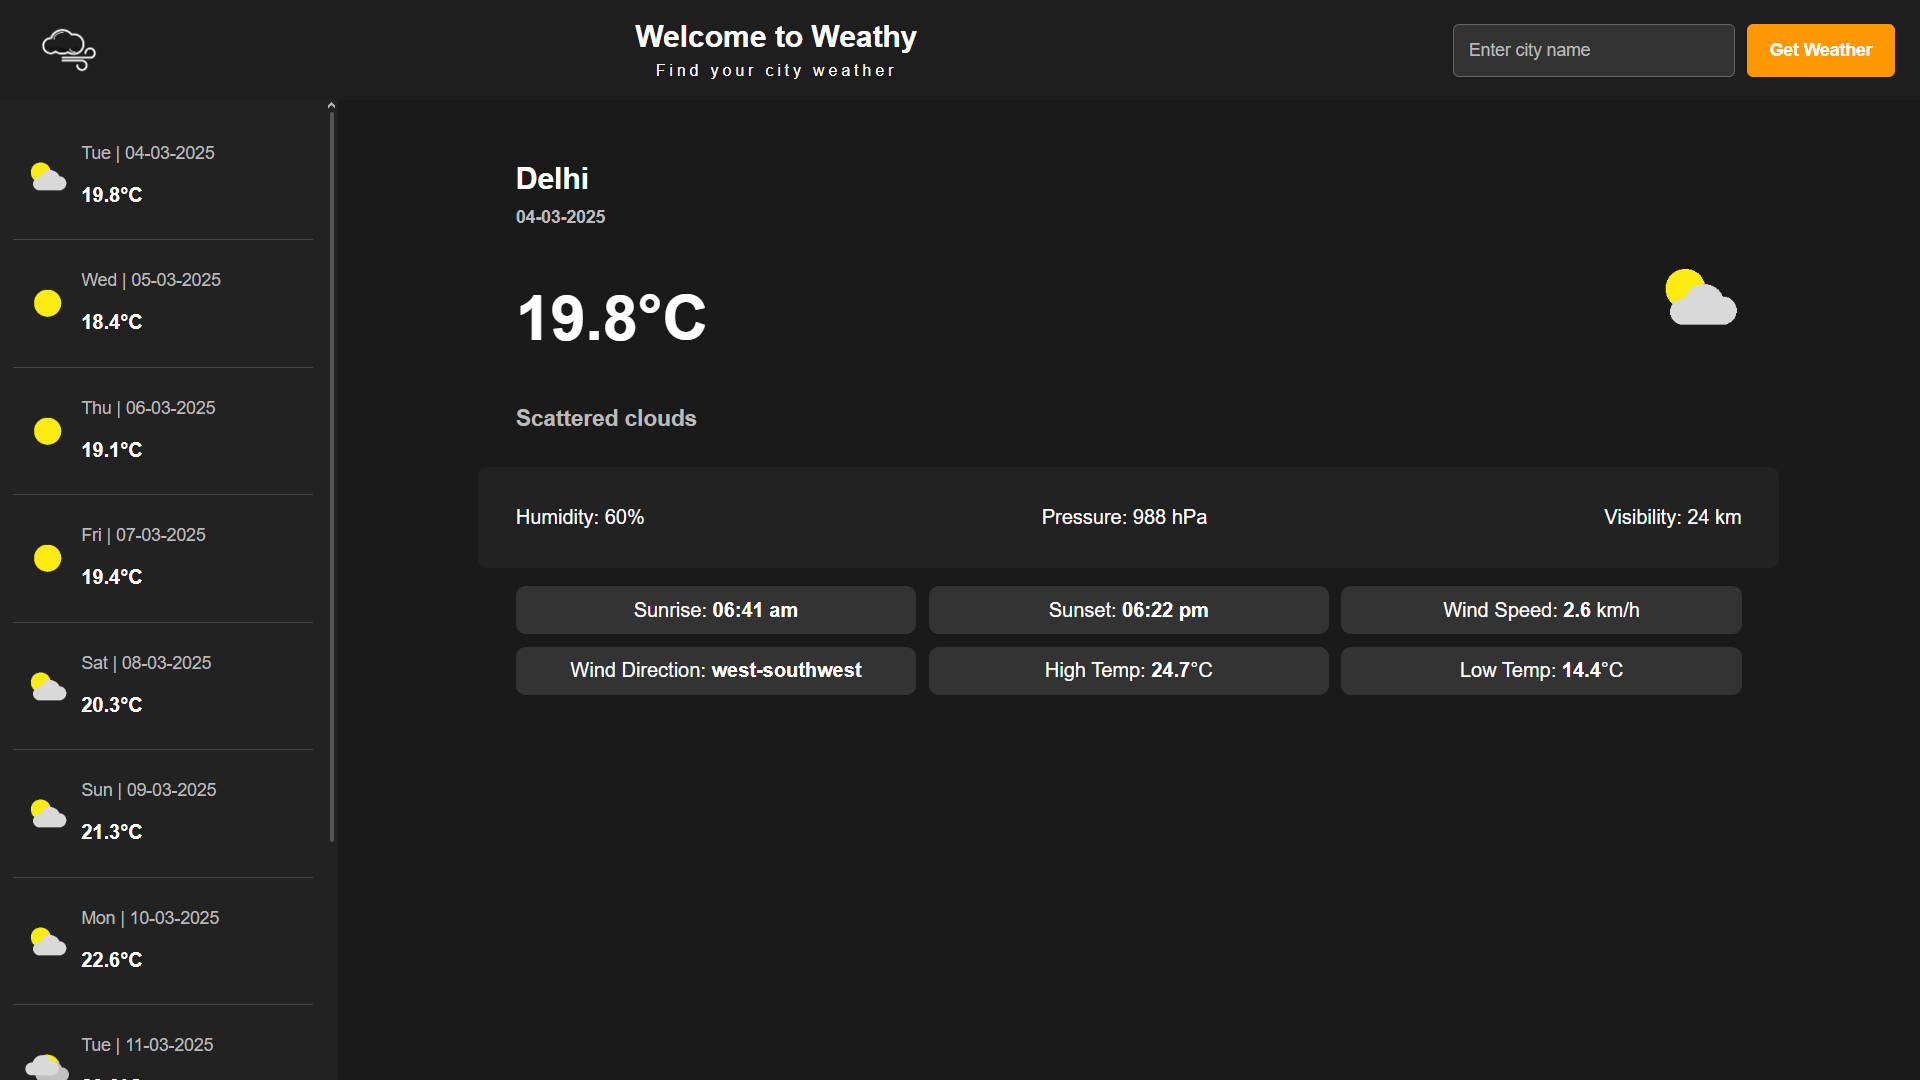 Welcome to Weathy
Find your city weather
Enter city name
Get Weather
Tue | 04-03-2025
19.8°C
Wed | 05-03-2025
18.4°C
Thu | 06-03-2025
19.1°C
Fri | 07-03-2025
19.4°C
Sat | 08-03-2025
20.3°C
Sun | 09-03-2025
21.3°C
Mon | 10-03-2025
22.6°C
Tue | 11-03-2025
Delhi
04-03-2025
19.8°C
Scattered clouds
Humidity: 60% Pressure: 988 hPa Visibility: 24 km
Sunrise: 06:41 am Sunset: 06:22 pm Wind Speed: 2.6 km/h
Wind Direction: west-southwest High Temp: 24.7°C Low Temp: 14.4°C